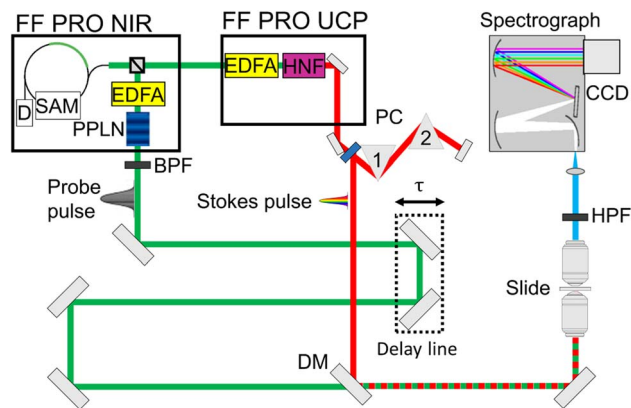 FF PRO NIR
FF PRO UCP
Spectrograph
EDFA
HNF
D
SAM
EDFA
PPLN
CCD
PC
2
1
BPF
Probe
pulse
Stokes pulse
τ
HPF
Slide
Delay line
DM